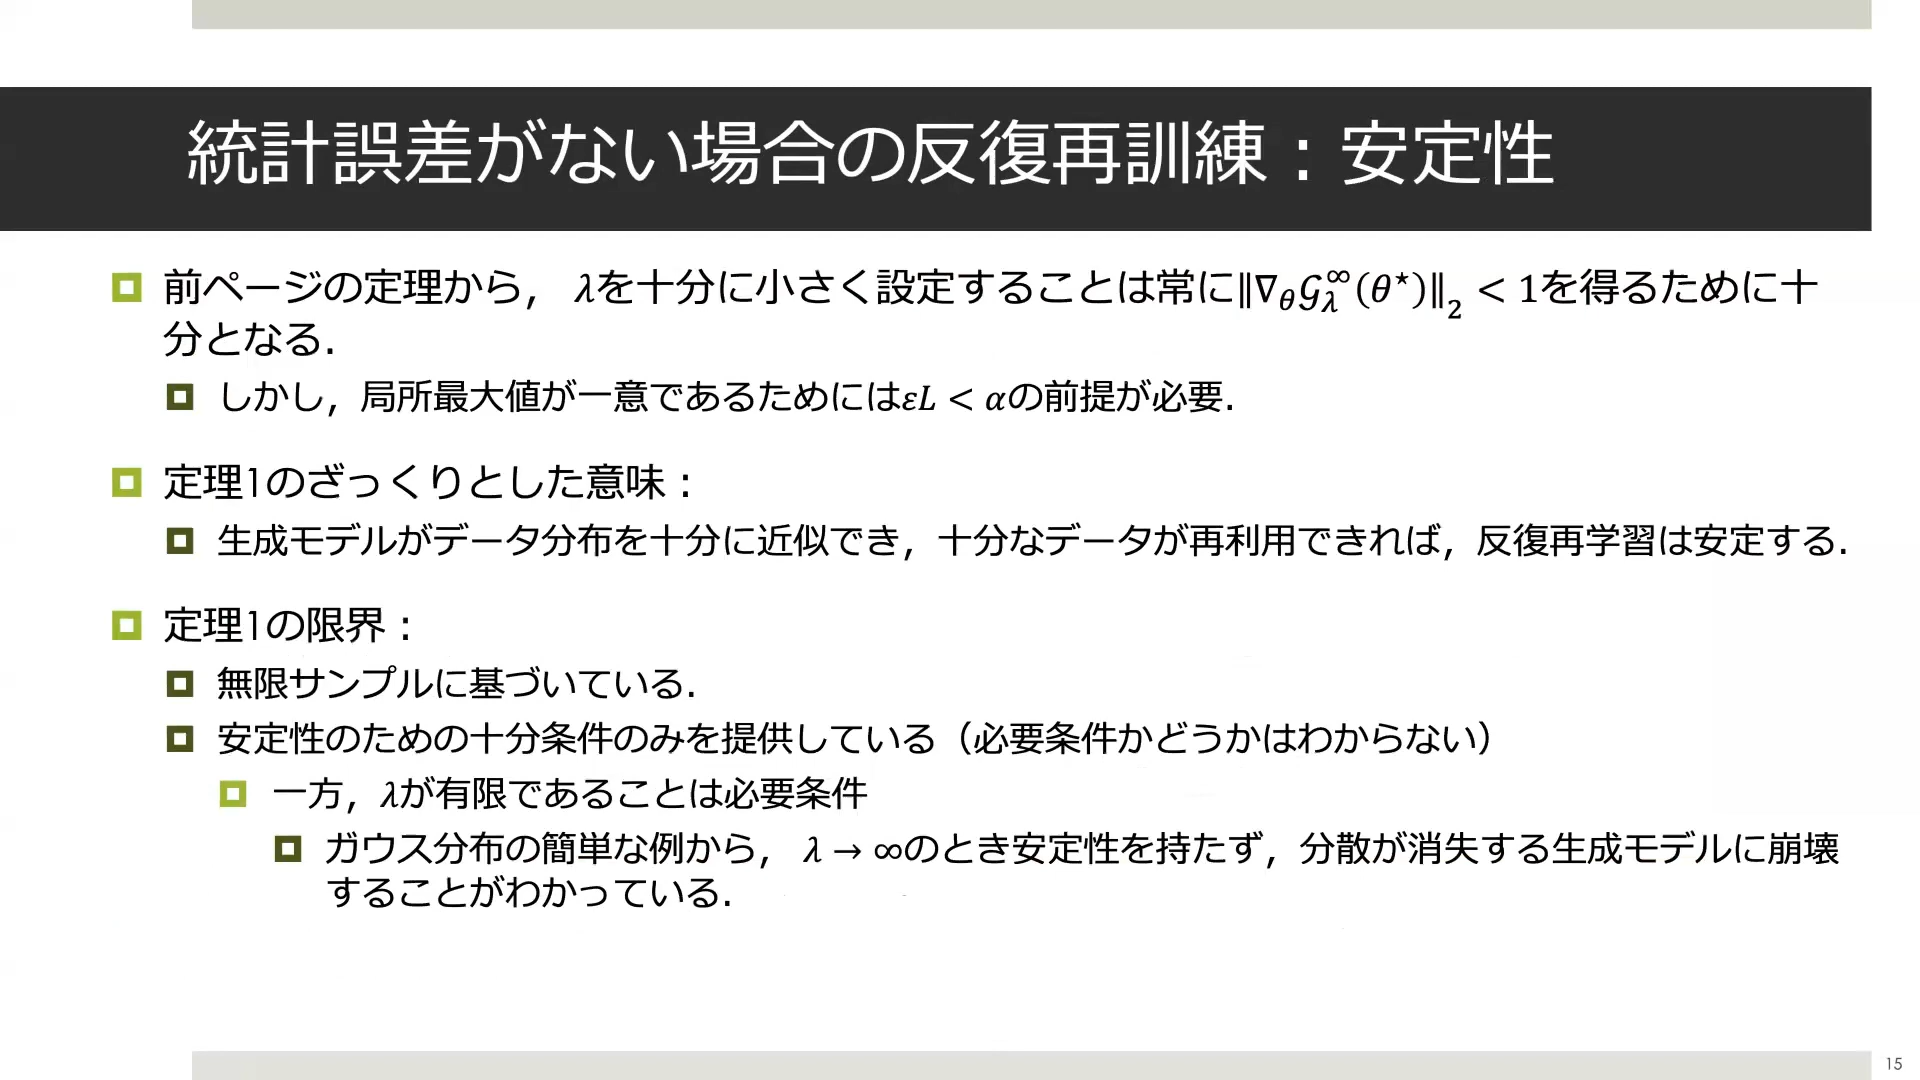 統計誤差がない場合の反復再訓練：安定性
前ページの定理から， 𝜆を十分に小さく設定することは常に‖∇_θ 𝒢_λ^∞(θ⋆)‖_2 < 1を得るために十
分となる．
しかし，局所最大値が一意であるためには𝜀𝐿 < 𝛼の前提が必要．
定理1のざっくりとした意味：
生成モデルがデータ分布を十分に近似でき，十分なデータが再利用できれば，反復再学習は安定する．
定理1の限界：
無限サンプルに基づいている．
安定性のための十分条件のみを提供している（必要条件かどうかはわからない）
一方，𝜆が有限であることは必要条件
ガウス分布の簡単な例から， 𝜆 → ∞のとき安定性を持たず，分散が消失する生成モデルに崩壊
することがわかっている．
15